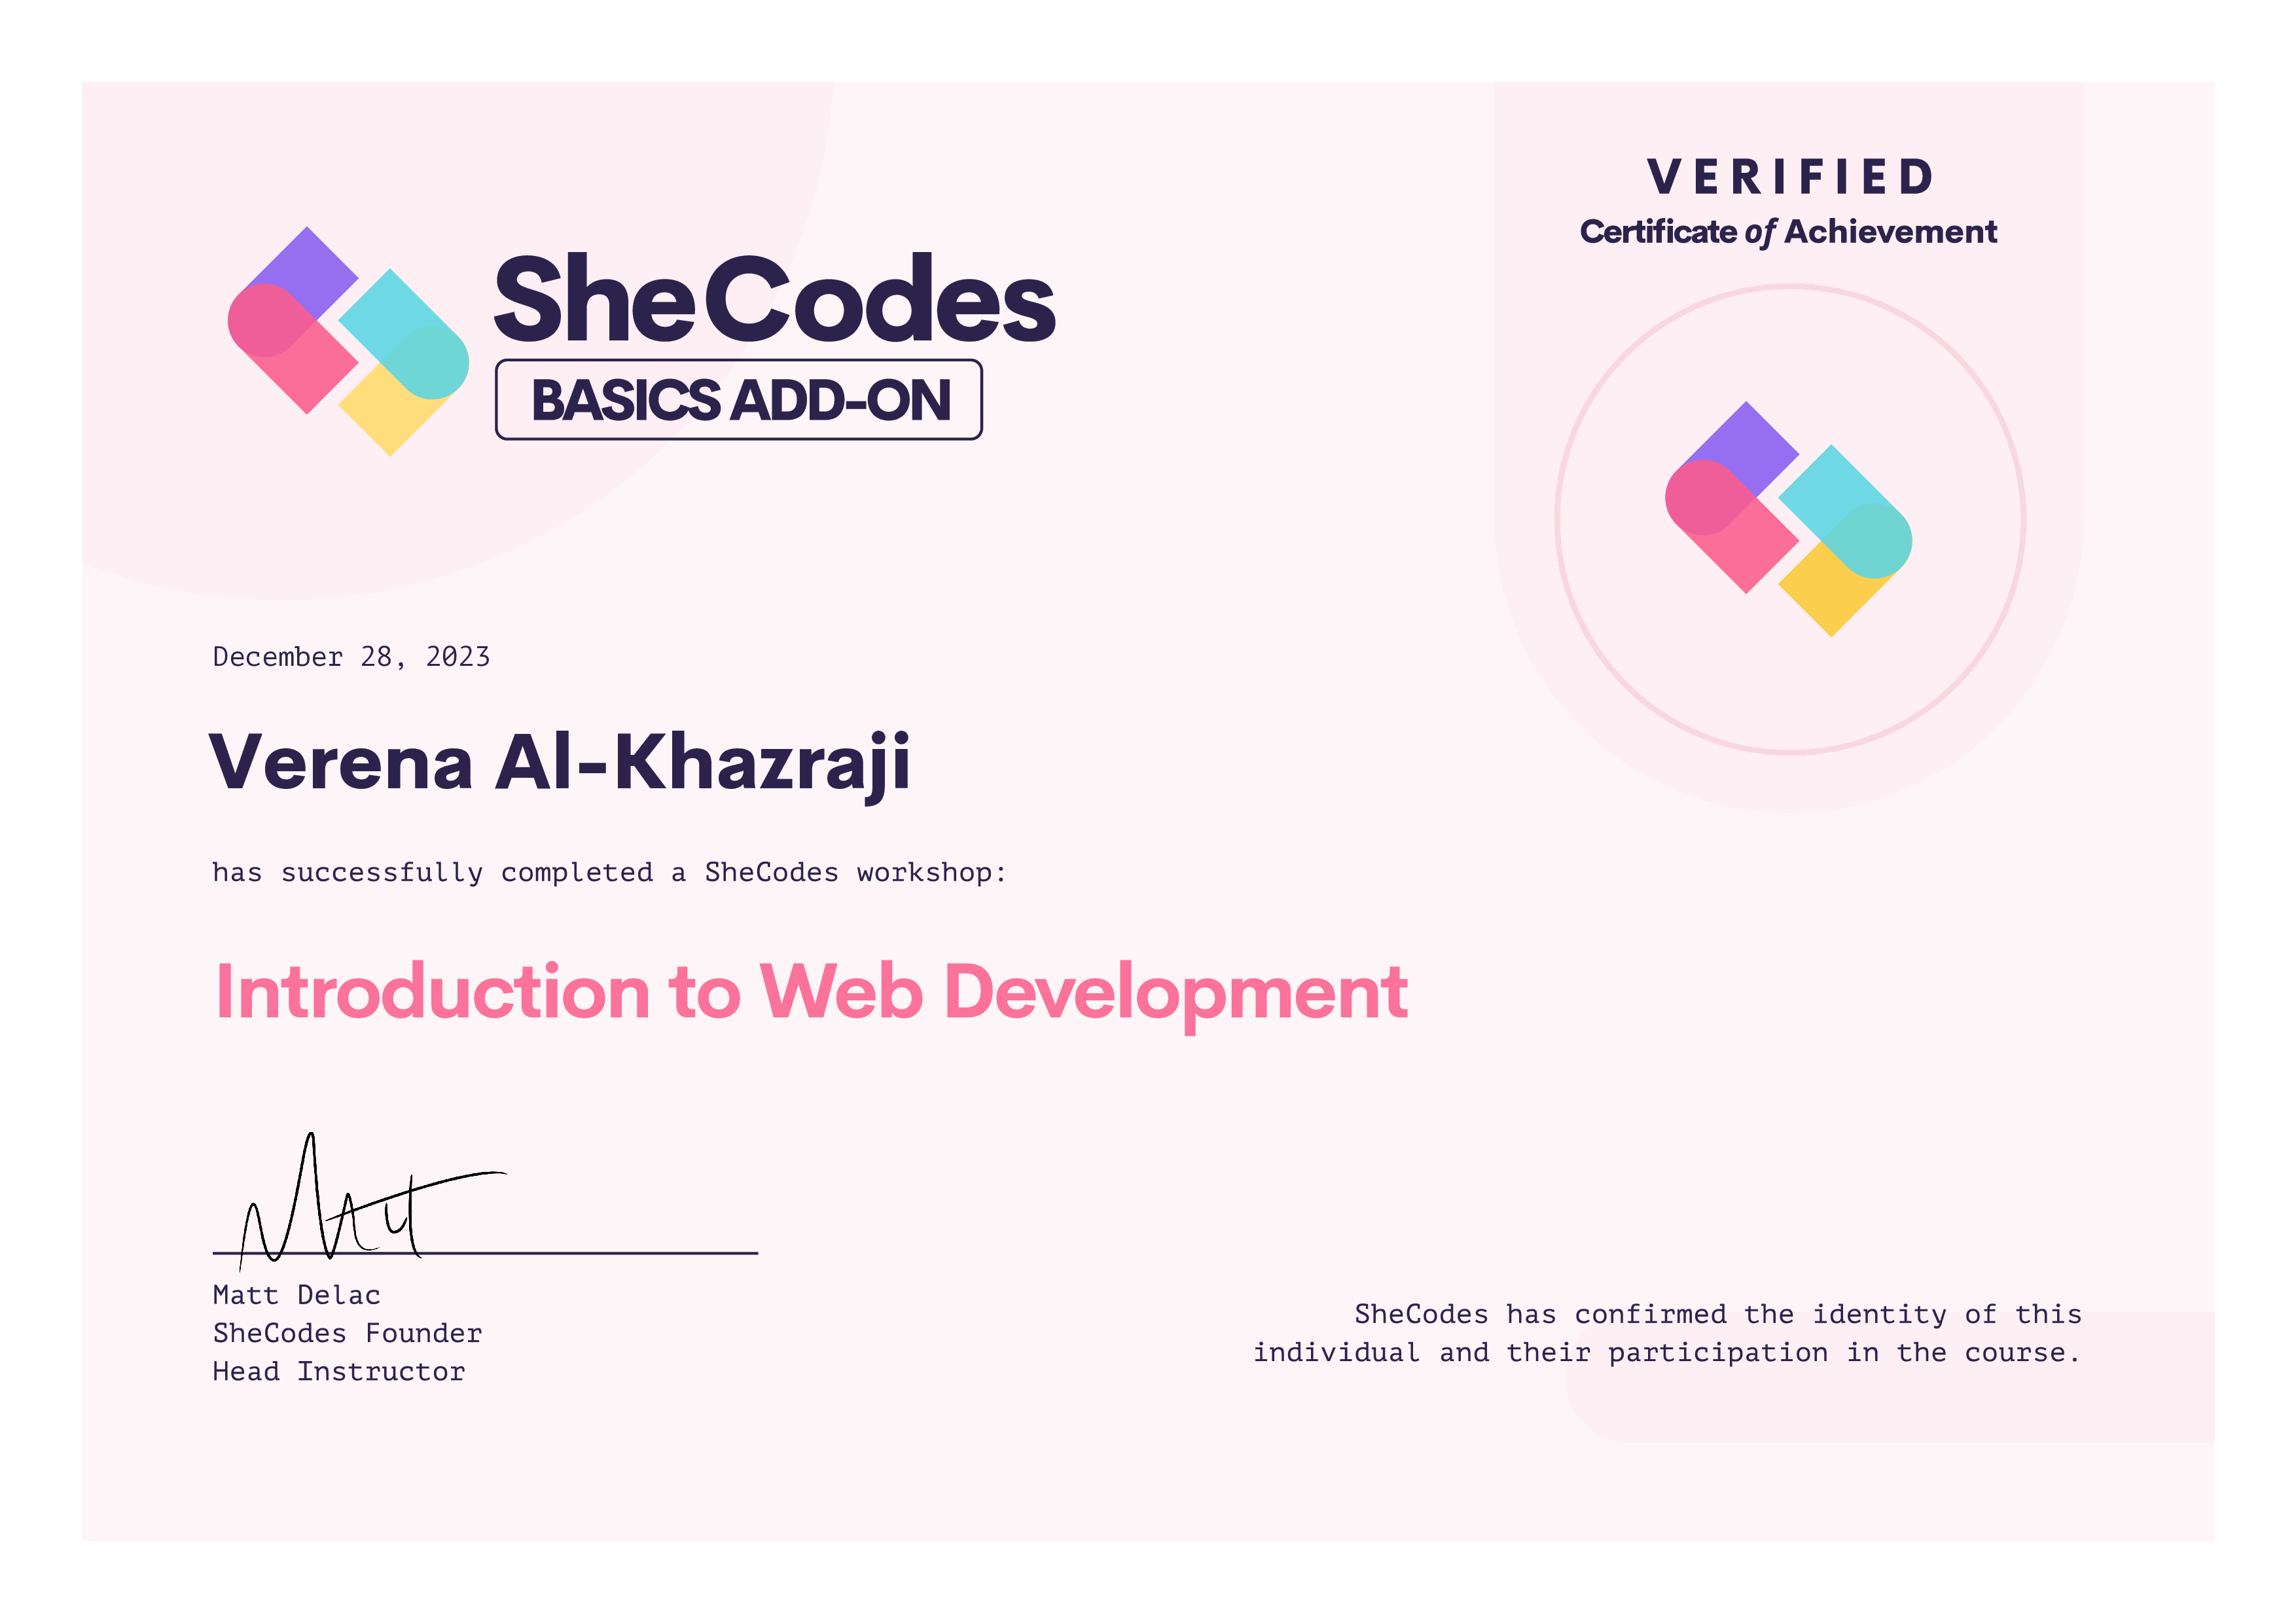 VERIFIED
Certificate of Achievement
SheCodes
BASICS ADD-ON
December 28, 2023
Verena Al-Khazraji
has successfully completed a SheCodes workshop:
Introduction to Web Development
Matt
Matt Delac
SheCodes Founder
Head Instructor
SheCodes has confirmed the identity of this
individual and their participation in the course.